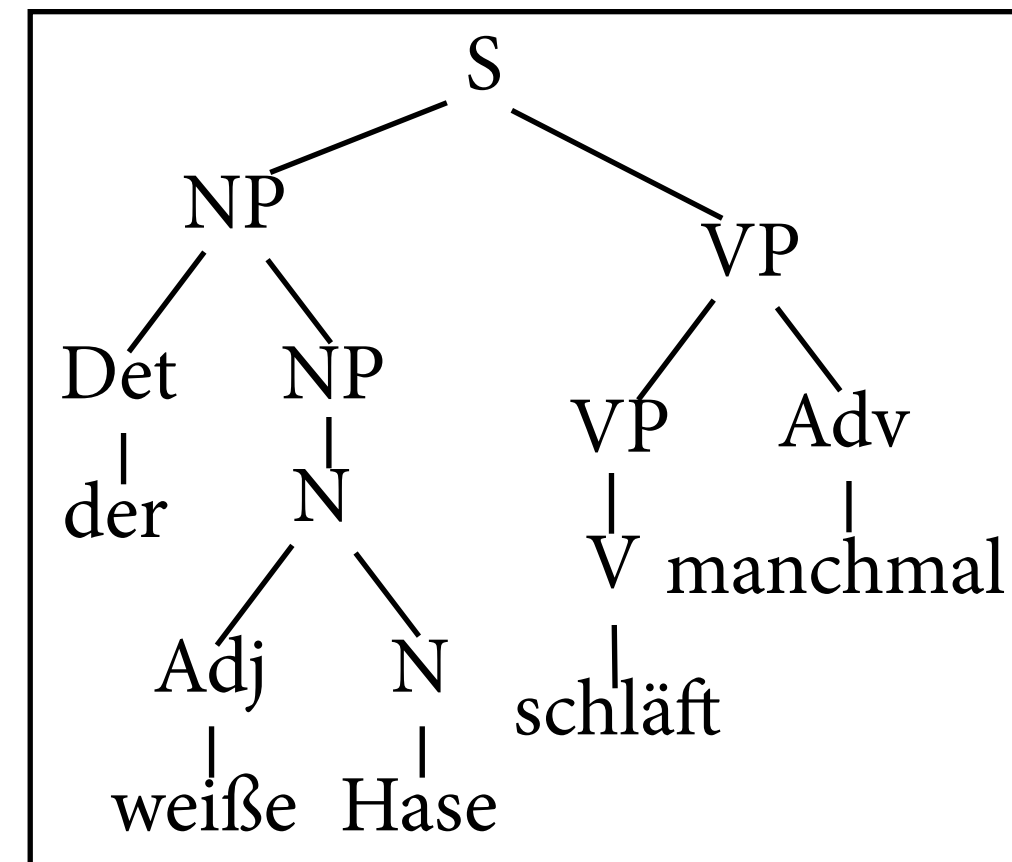 S
NP
VP
Det NP
VP Adv
der
N
V manchmal
Adj N
schläft
weiße Hase